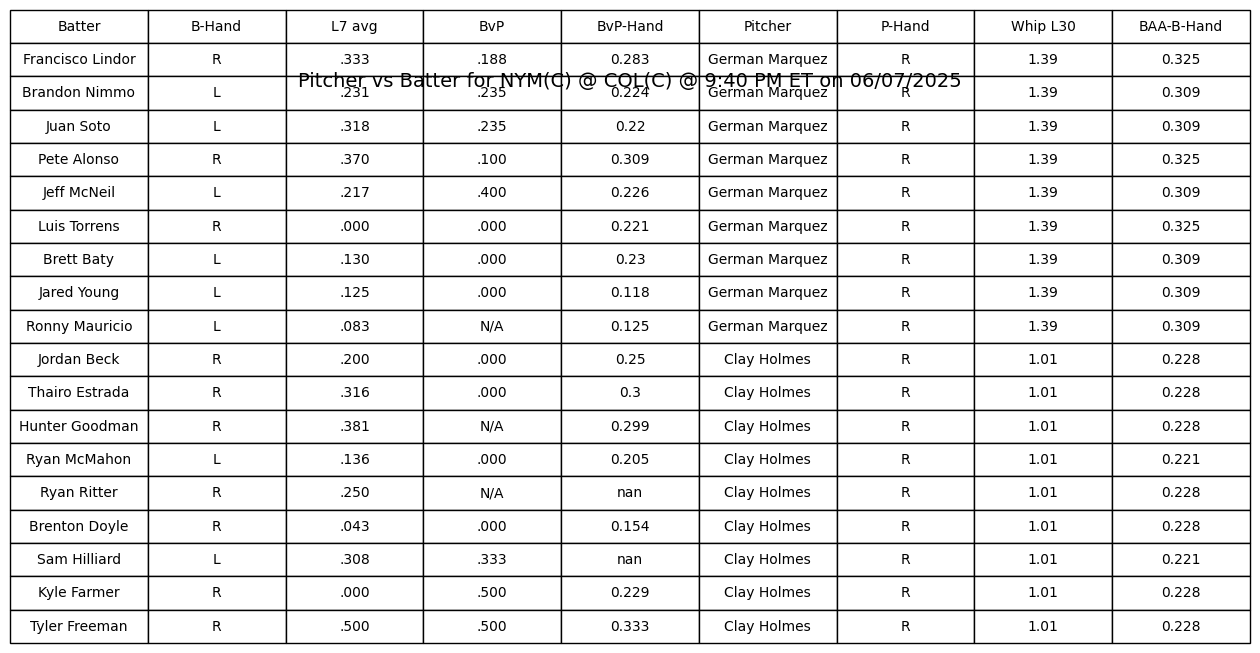 Batter B-Hand L7 avg BvP BvP-Hand Pitcher P-Hand Whip L30 BAA-B-Hand
Francisco Lindor R .333 .188 0.283 German Marquez R 1.39 0.325
Pitcher vs Batter for NYM(C) @ COL(C) @ 9:40 PM ET on 06/07/2025
Brandon Nimmo L .231 .235 0.224 German Marquez R 1.39 0.309
Juan Soto L .318 .235 0.22 German Marquez R 1.39 0.309
Pete Alonso R .370 .100 0.309 German Marquez R 1.39 0.325
Jeff McNeil L .217 .400 0.226 German Marquez R 1.39 0.309
Luis Torrens R .000 .000 0.221 German Marquez R 1.39 0.325
Brett Baty L .130 .000 0.23 German Marquez R 1.39 0.309
Jared Young L .125 .000 0.118 German Marquez R 1.39 0.309
Ronny Mauricio L .083 N/A 0.125 German Marquez R 1.39 0.309
Jordan Beck R .200 .000 0.25 Clay Holmes R 1.01 0.228
Thairo Estrada R .316 .000 0.3 Clay Holmes R 1.01 0.228
Hunter Goodman R .381 N/A 0.299 Clay Holmes R 1.01 0.228
Ryan McMahon L .136 .000 0.205 Clay Holmes R 1.01 0.221
Ryan Ritter R .250 N/A nan Clay Holmes R 1.01 0.228
Brenton Doyle R .043 .000 0.154 Clay Holmes R 1.01 0.228
Sam Hilliard L .308 .333 nan Clay Holmes R 1.01 0.221
Kyle Farmer R .000 .500 0.229 Clay Holmes R 1.01 0.228
Tyler Freeman R .500 .500 0.333 Clay Holmes R 1.01 0.228